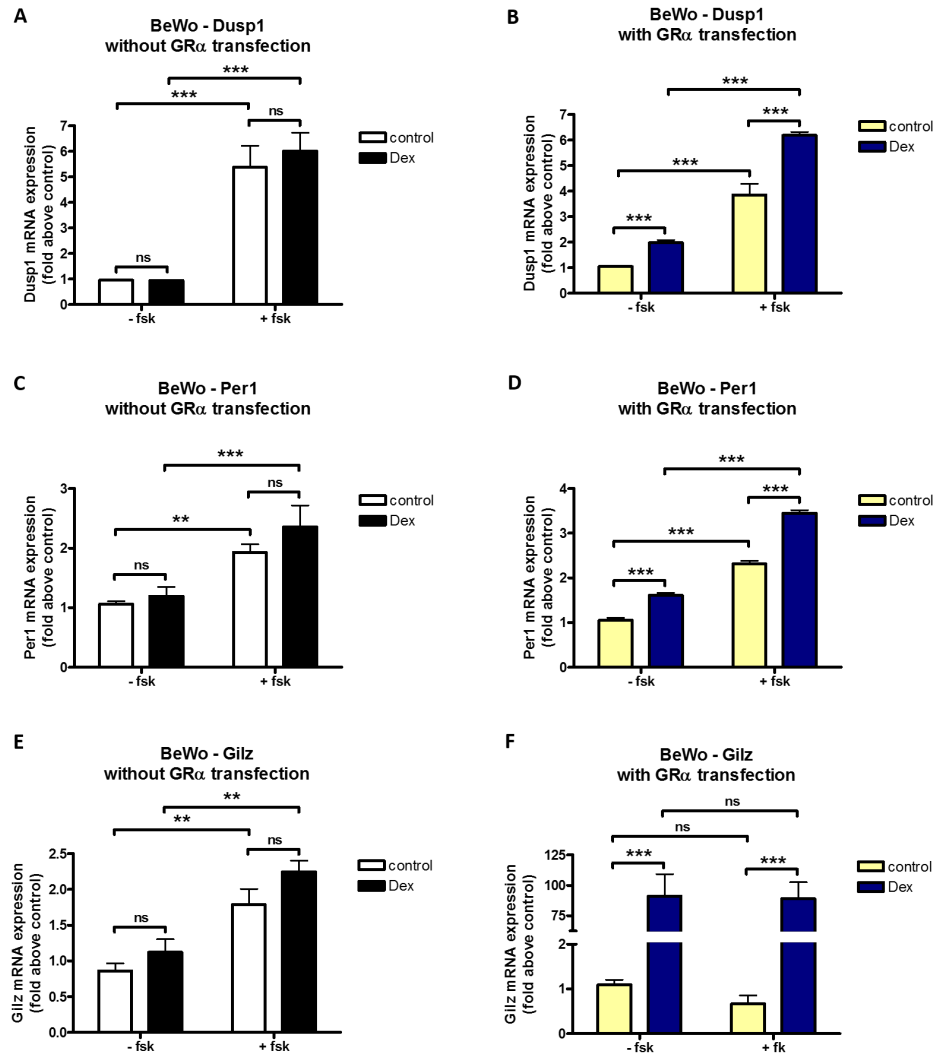 A
BeWo - Dusp1
without GRα transfection
***
***
ns
ns
Dusp1 mRNA expression
(fold above control)
7
6
5
4
3
2
1
0
- fsk
+ fsk
control
Dex
B
BeWo - Dusp1
with GRα transfection
***
***
***
***
Dusp1 mRNA expression
(fold above control)
7
6
5
4
3
2
1
0
- fsk
+ fsk
control
Dex
C
BeWo - Per1
without GRα transfection
***
ns
**
ns
Per1 mRNA expression
(fold above control)
3
2
1
0
- fsk
+ fsk
control
Dex
D
BeWo - Per1
with GRα transfection
***
***
***
***
Per1 mRNA expression
(fold above control)
4
3
2
1
0
- fsk
+ fsk
control
Dex
E
BeWo - Gilz
without GRα transfection
**
**
ns
ns
Gilz mRNA expression
(fold above control)
2.5
2.0
1.5
1.0
0.5
0.0
- fsk
+ fsk
control
Dex
F
BeWo - Gilz
with GRα transfection
ns
ns
***
***
Gilz mRNA expression
(fold above control)
125
100
75
2
1
0
- fsk
+ fk
control
Dex